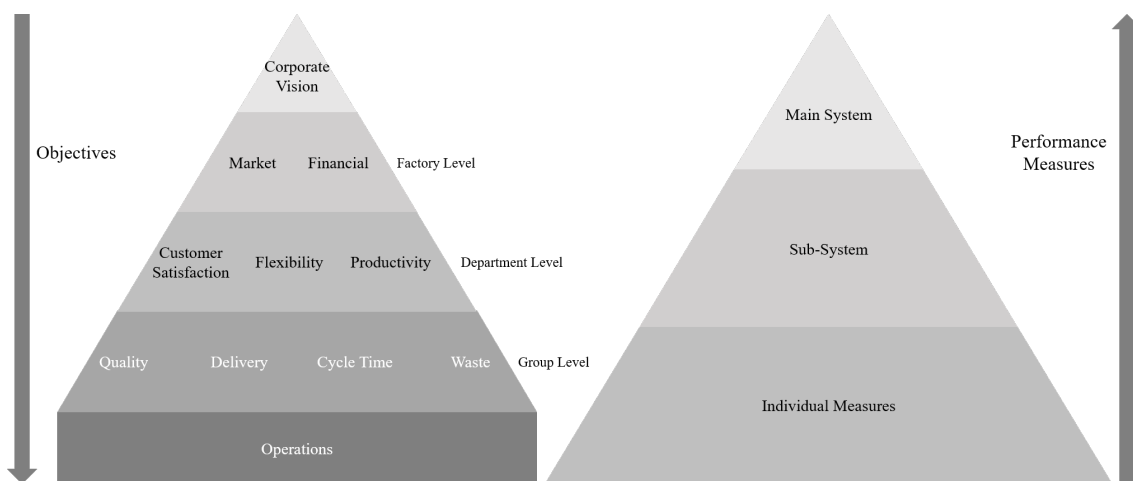 Corporate
Vision
Objectives
Market Financial Factory Level
Customer
Satisfaction Flexibility Productivity Department Level
Quality Delivery Cycle Time Waste Group Level
Operations
Main System
Performance
Measures
Sub-System
Individual Measures